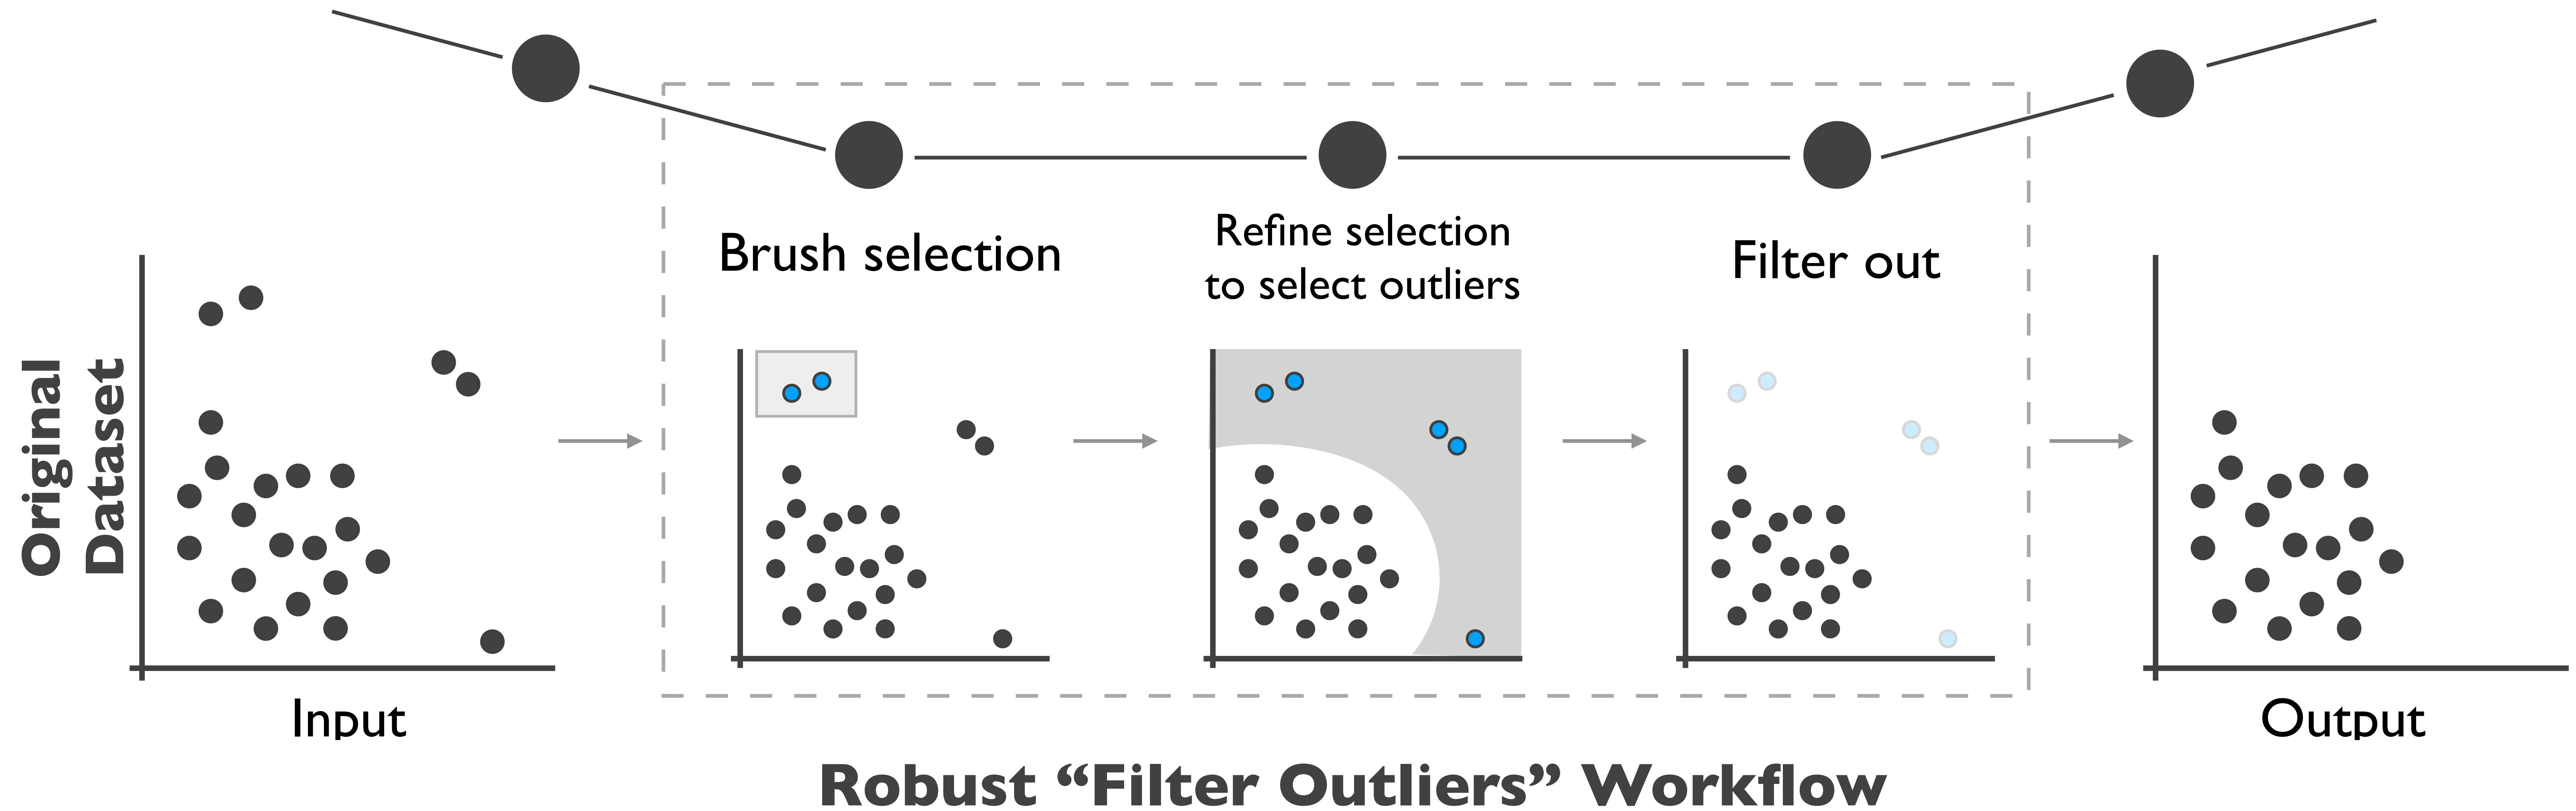 Brush selection
Refine selection
to select outliers
Filter out
Original
Dataset
Input
Output
Robust “Filter Outliers” Workflow